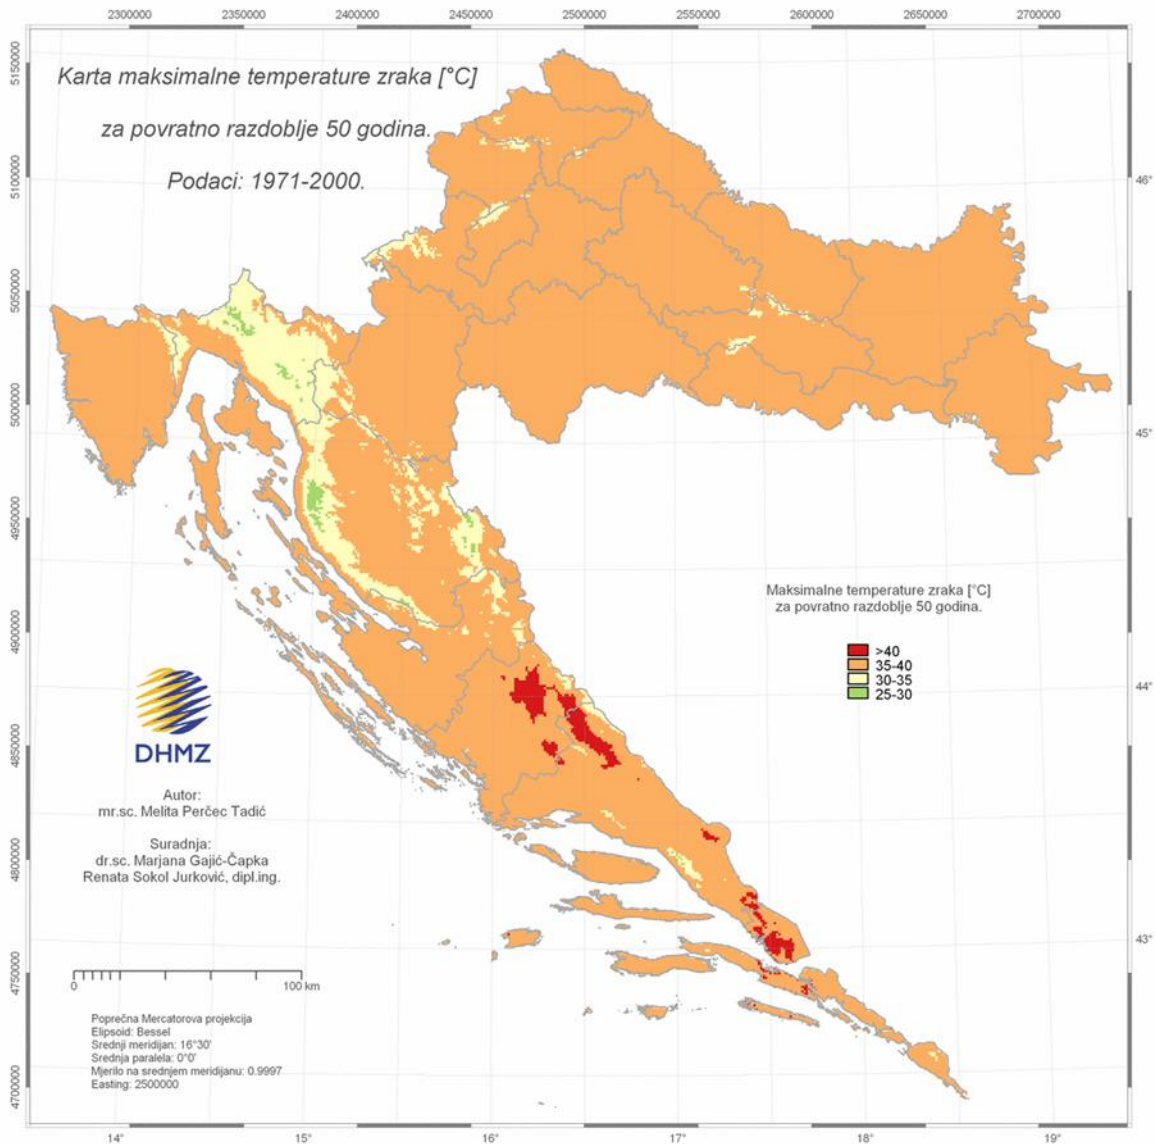 2300000 2350000 2400000 2450000 2500000 2550000 2600000 2650000 2700000
Karta maksimalne temperature zraka [°C]
za povratno razdoblje 50 godina.
Podaci: 1971-2000.
5150000
5100000
5050000
5000000
4950000
4900000
4850000
4800000
4750000
4700000
46°
45°
44°
43°
Maksimalne temperature zraka [°C]
za povratno razdoblje 50 godina.
>40
35-40
30-35
25-30
DHMZ
Autor:
mr.sc. Melita Perčec Tadić
Suradnja:
dr.sc. Marjana Gajić-Čapka
Renata Sokol Jurković, dipl.ing.
0 100 km
Poprečna Mercatorova projekcija
Elipsoid: Bessel
Srednji meridijan: 16°30'
Srednja paralela: 0°0'
Mjerilo na srednjem meridijanu: 0.9997
Easting: 2500000
14° 15° 16° 17° 18° 19°